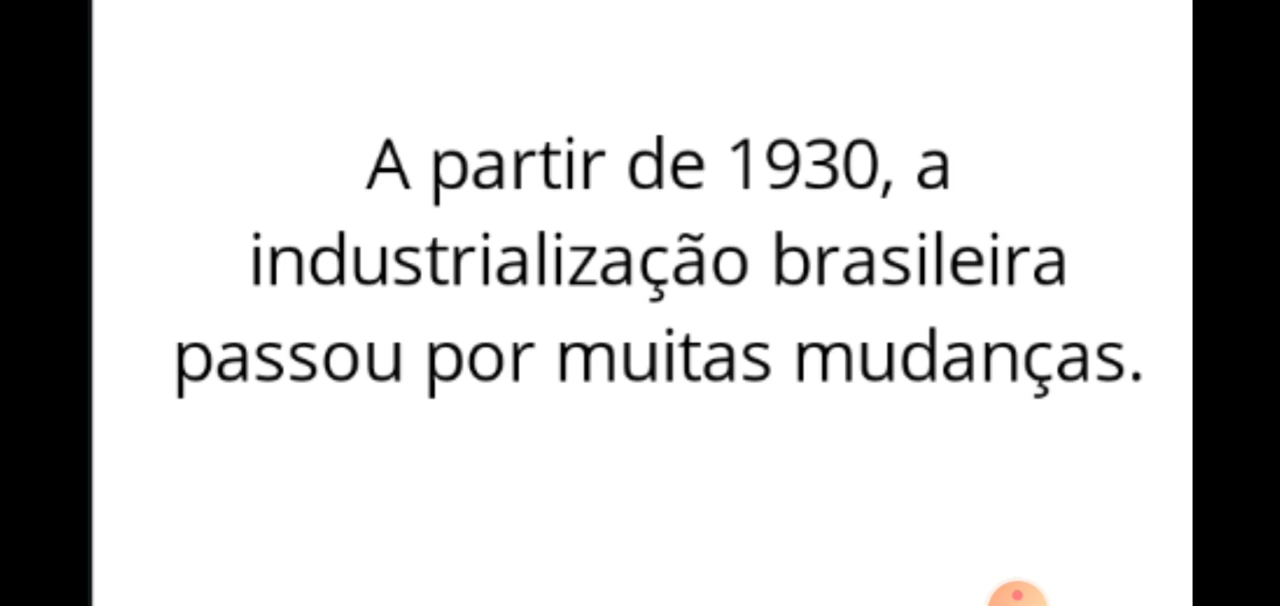 A partir de 1930, a
industrialização brasileira
passou por muitas mudanças.